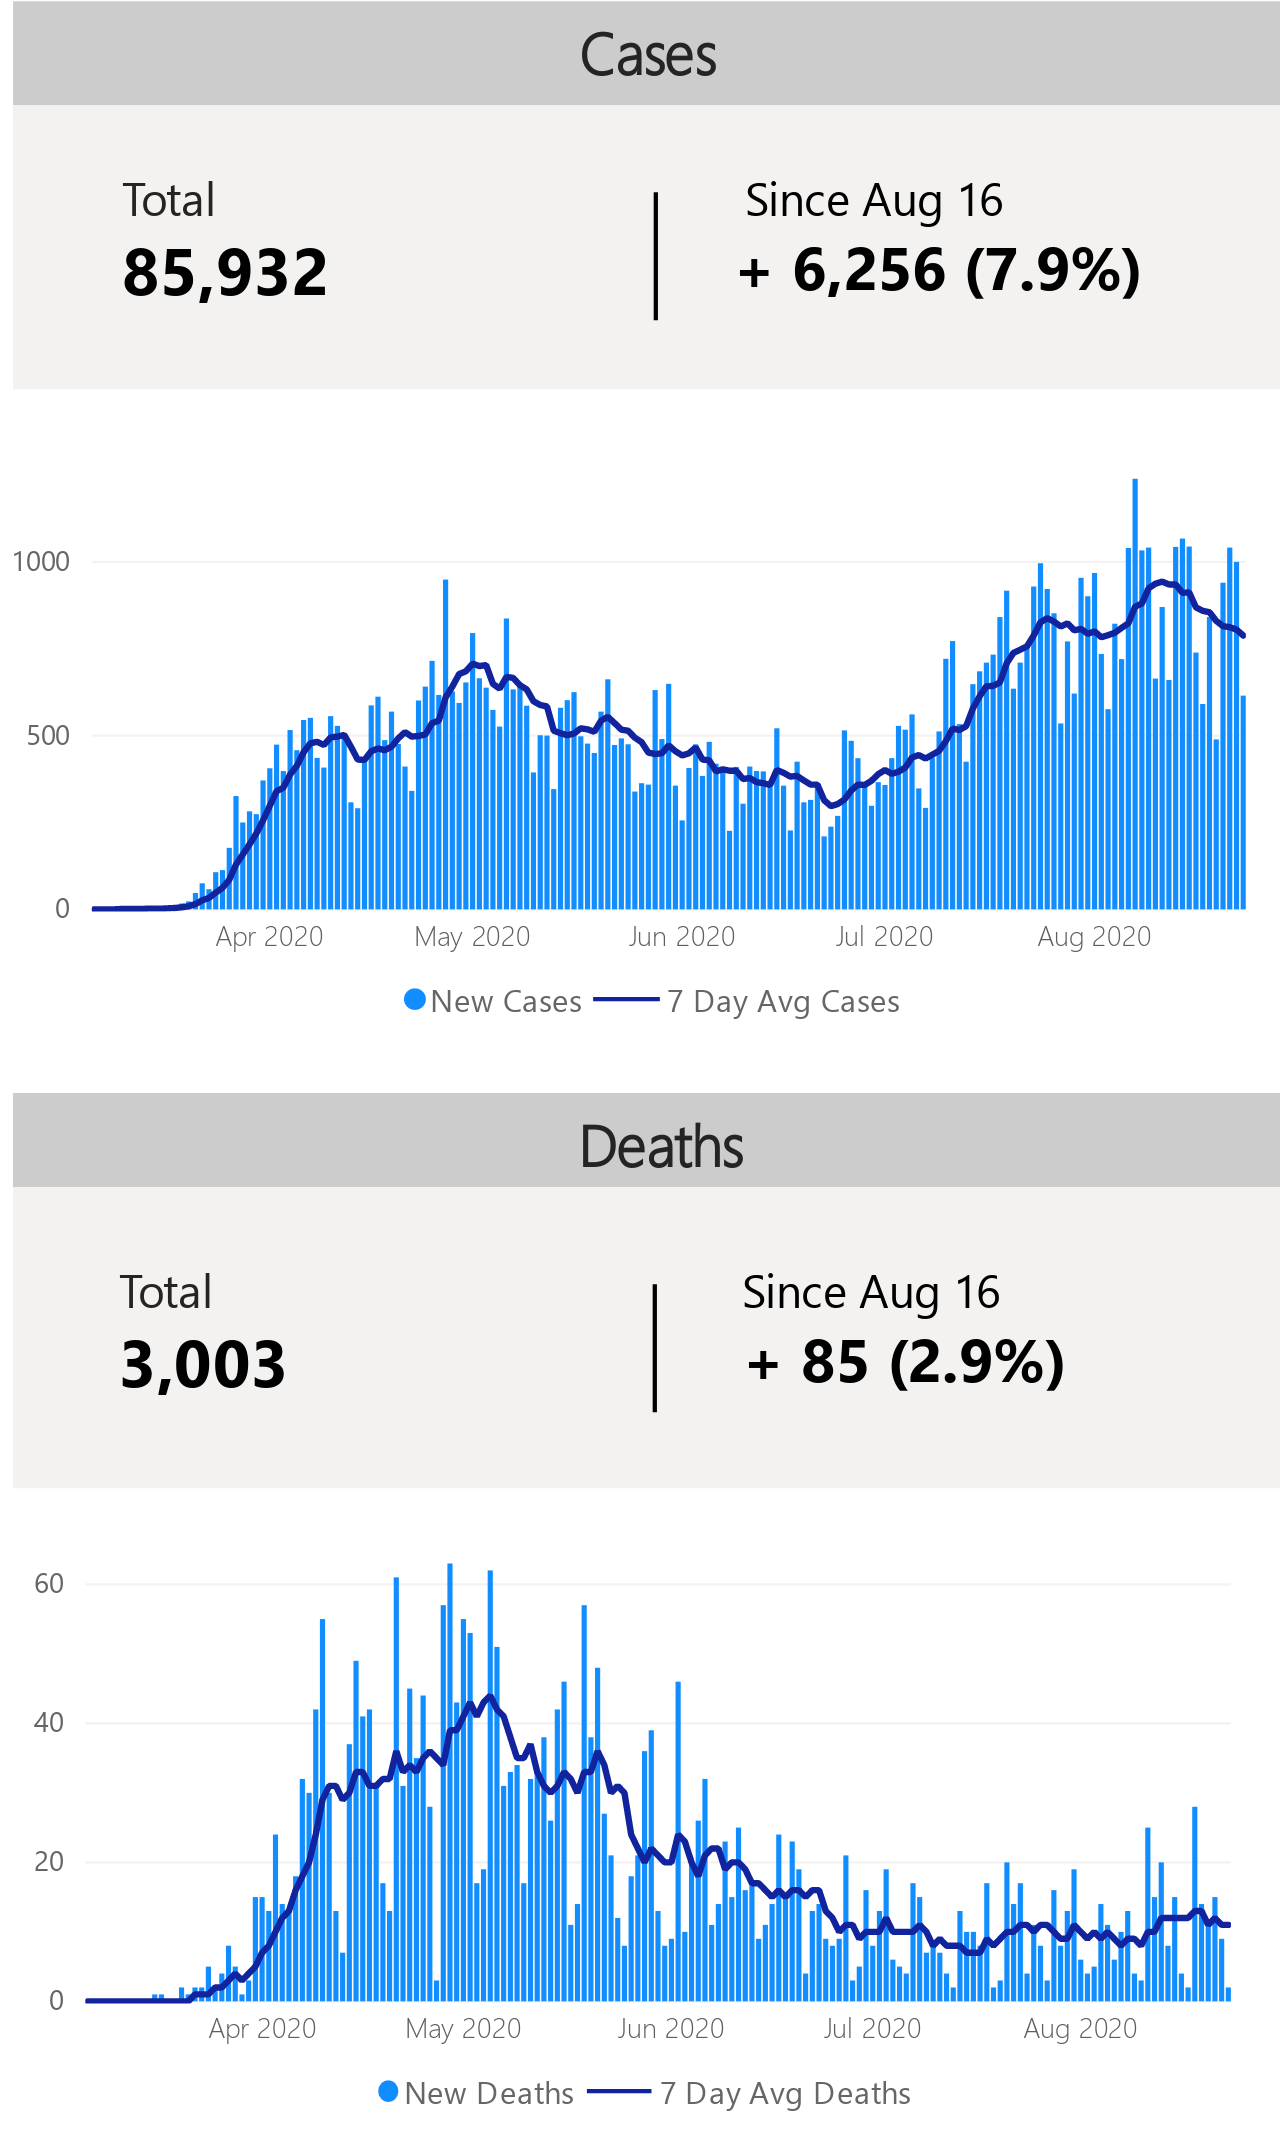 Cases
Total
Since Aug 16
85,932
+ 6,256 (7.9%)
1000
500
0
Apr 2020
May 2020
Jun 2020
Jul 2020
Aug 2020
New Cases
7 Day Avg Cases
Deaths
Total
Since Aug 16
3,003
+ 85 (2.9%)
60
40
20
0
Apr 2020
May 2020
Jun 2020
Jul 2020
Aug 2020
New Deaths
7 Day Avg Deaths